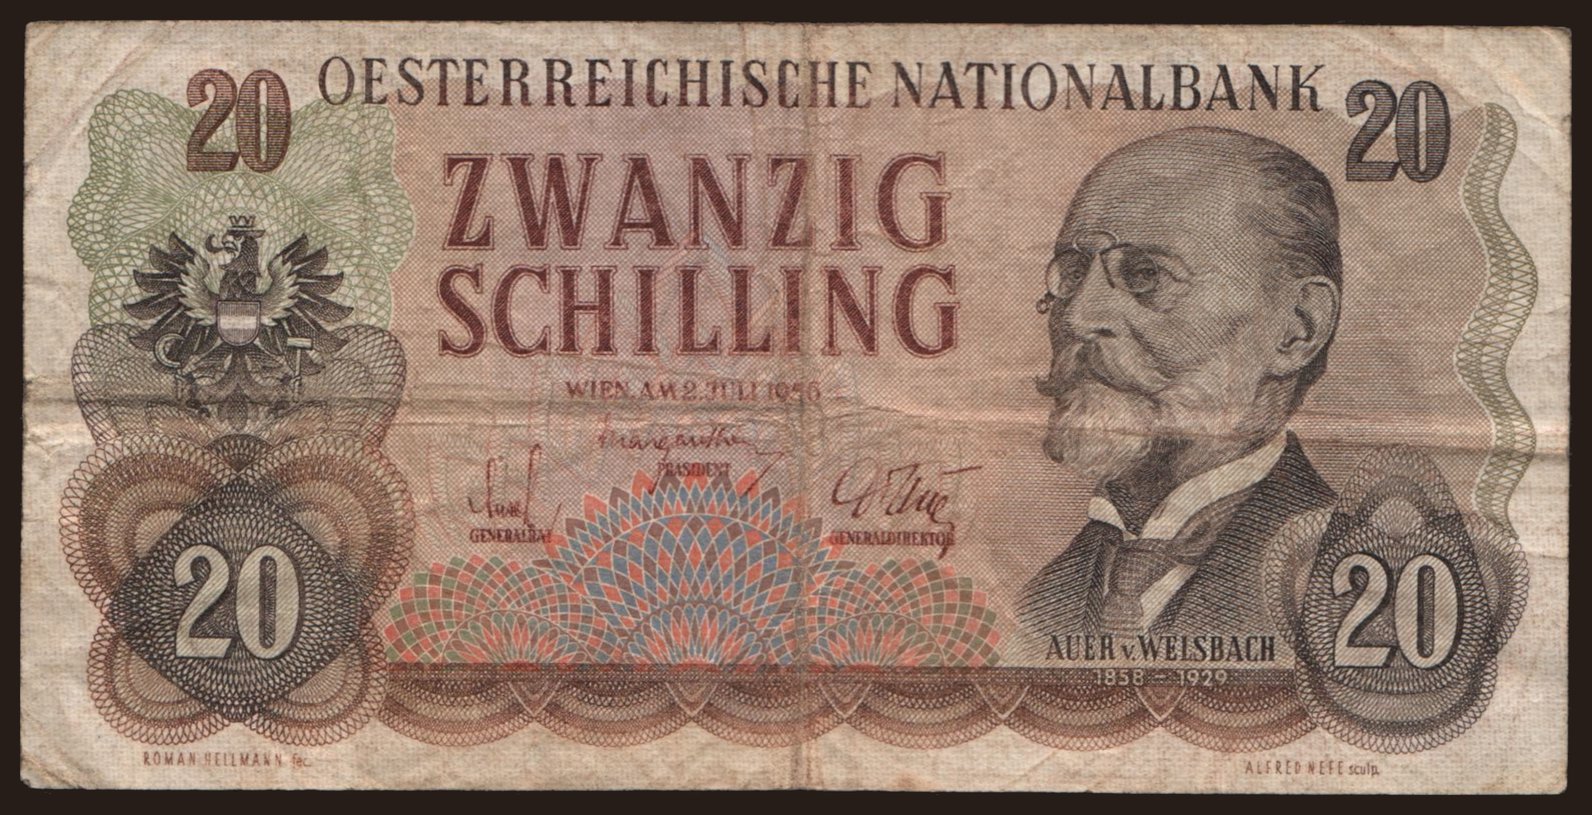 20 OESTERREICHISCHE NATIONALBANK 20
ZWANZIG
SCHILLING
WIEN, AM 2. JULI 1956
PRÄSIDENT
GENERALRAT
GENERALDIREKTOR
20
AUER v. WELSBACH
1858 - 1929
20
ROMAN HELLMANN fec.
ALFRED NEFE sculp.